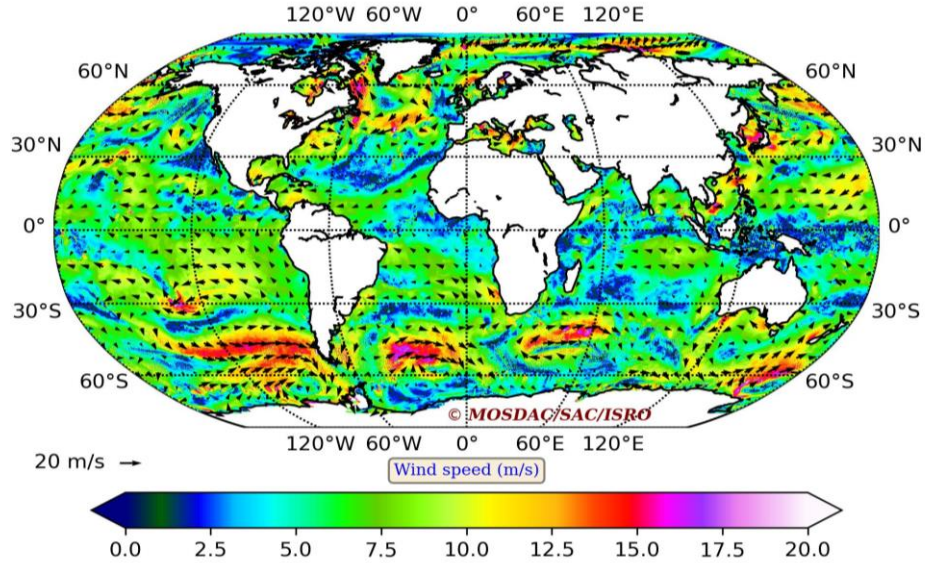 120°W 60°W 0° 60°E 120°E
60°N 60°N
30°N 30°N
0° 0°
30°S 30°S
60°S 60°S
© MOSDAC/SAC/ISRO
120°W 60°W 0° 60°E 120°E
20 m/s
Wind speed (m/s)
0.0 2.5 5.0 7.5 10.0 12.5 15.0 17.5 20.0